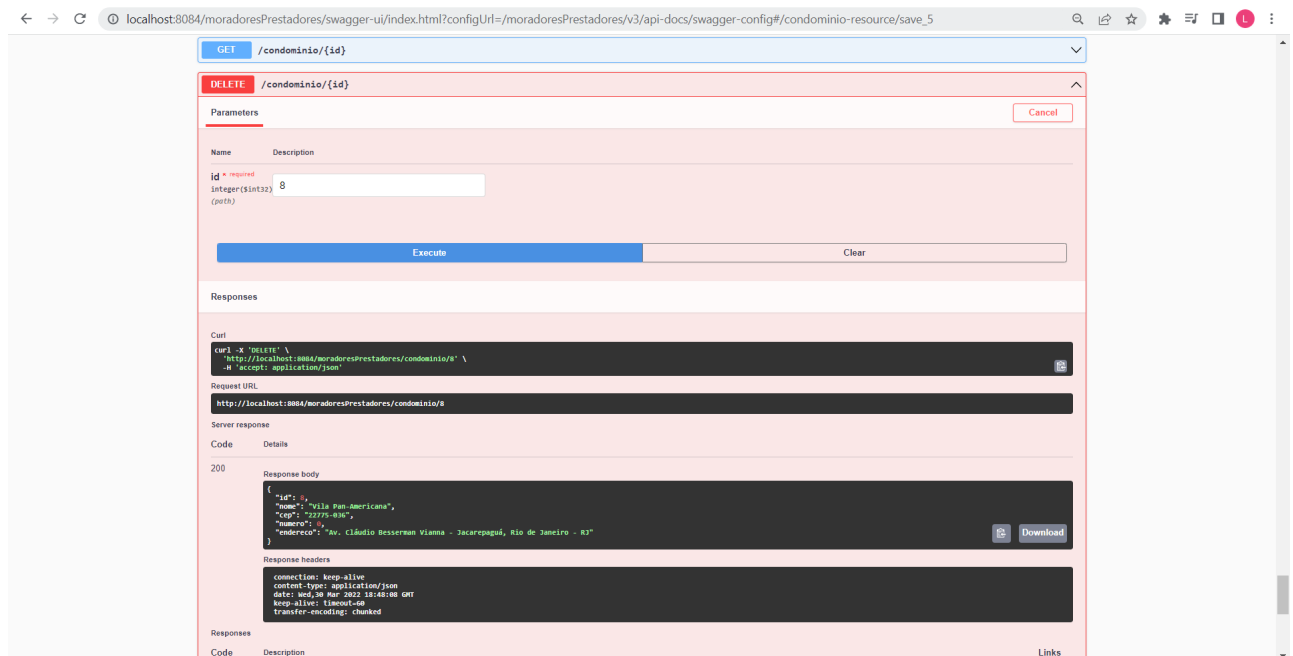 localhost:8084/moradoresPrestadores/swagger-ui/index.html?configUrl=/moradoresPrestadores/v3/api-docs/swagger-config#/condominio-resource/save_5
L
GET /condominio/{id}
DELETE /condominio/{id}
Parameters
Cancel
Name Description
id * required
integer($int32)
(path)
8
Execute Clear
Responses
Curl
curl -X 'DELETE' \
'http://localhost:8084/moradoresPrestadores/condominio/8' \
-H 'accept: application/json'
Request URL
http://localhost:8084/moradoresPrestadores/condominio/8
Server response
Code Details
200
Response body
{
"id": 8,
"nome": "Vila Pan-Americana",
"cep": "22775-036",
"numero": 0,
"endereco": "Av. Cláudio Besserman Vianna - Jacarepaguá, Rio de Janeiro - RJ"
}
Download
Response headers
connection: keep-alive
content-type: application/json
date: Wed,30 Mar 2022 18:48:08 GMT
keep-alive: timeout=60
transfer-encoding: chunked
Responses
Code Description Links